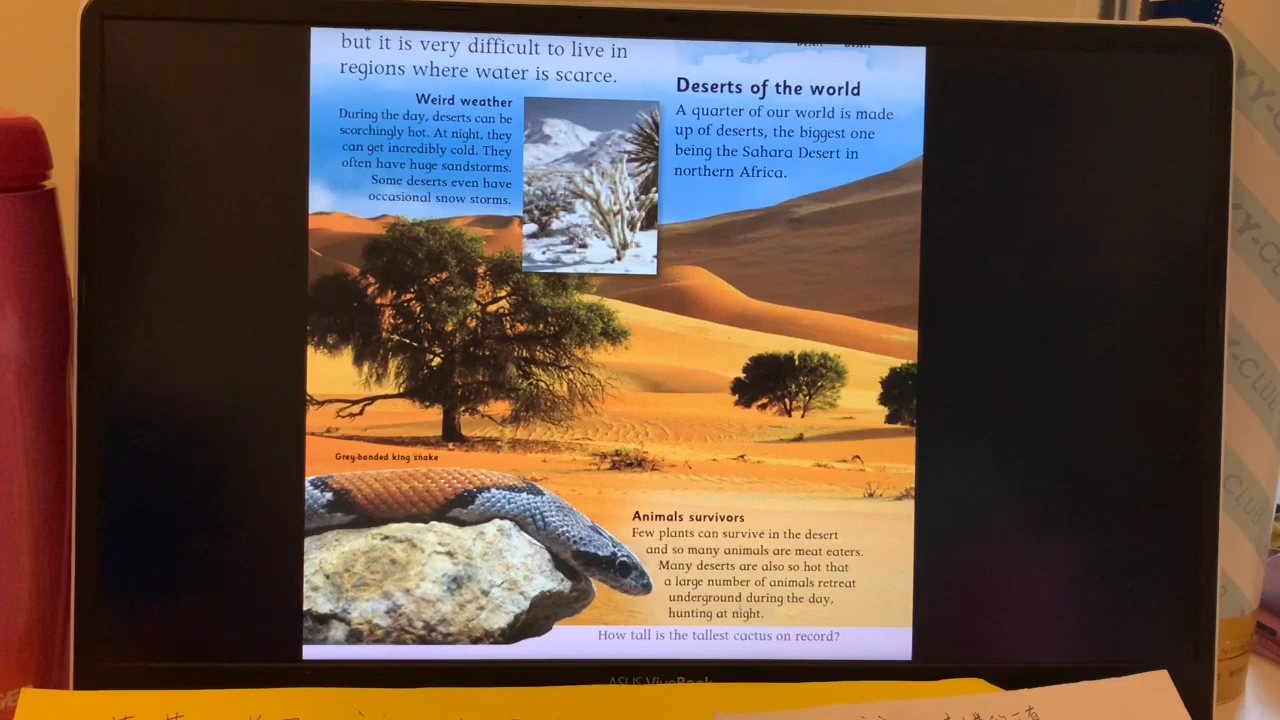 but it is very difficult to live in
regions where water is scarce.
Weird weather
During the day, deserts can be
scorchingly hot. At night, they
can get incredibly cold. They
often have huge sandstorms.
Some deserts even have
occasional snow storms.
Deserts of the world
A quarter of our world is made
up of deserts, the biggest one
being the Sahara Desert in
northern Africa.
Grey-banded king snake
Animals survivors
Few plants can survive in the desert
and so many animals are meat eaters.
Many deserts are also so hot that
a large number of animals retreat
underground during the day,
hunting at night.
How tall is the tallest cactus on record?
ASUS VivoBook